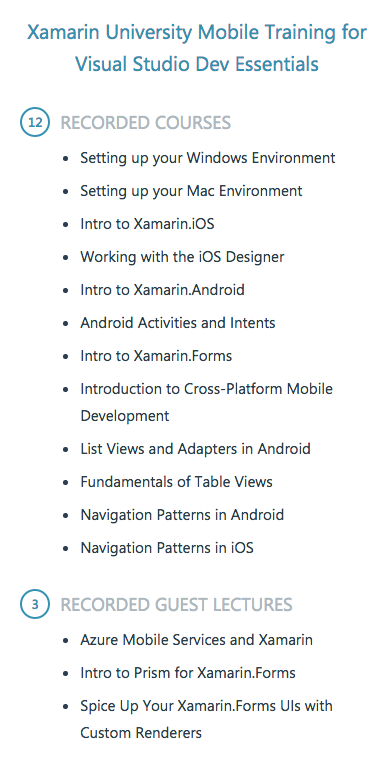 Xamarin University Mobile Training for
Visual Studio Dev Essentials
12 RECORDED COURSES
• Setting up your Windows Environment
• Setting up your Mac Environment
• Intro to Xamarin.iOS
• Working with the iOS Designer
• Intro to Xamarin.Android
• Android Activities and Intents
• Intro to Xamarin.Forms
• Introduction to Cross-Platform Mobile
Development
• List Views and Adapters in Android
• Fundamentals of Table Views
• Navigation Patterns in Android
• Navigation Patterns in iOS
3 RECORDED GUEST LECTURES
• Azure Mobile Services and Xamarin
• Intro to Prism for Xamarin.Forms
• Spice Up Your Xamarin.Forms UIs with
Custom Renderers